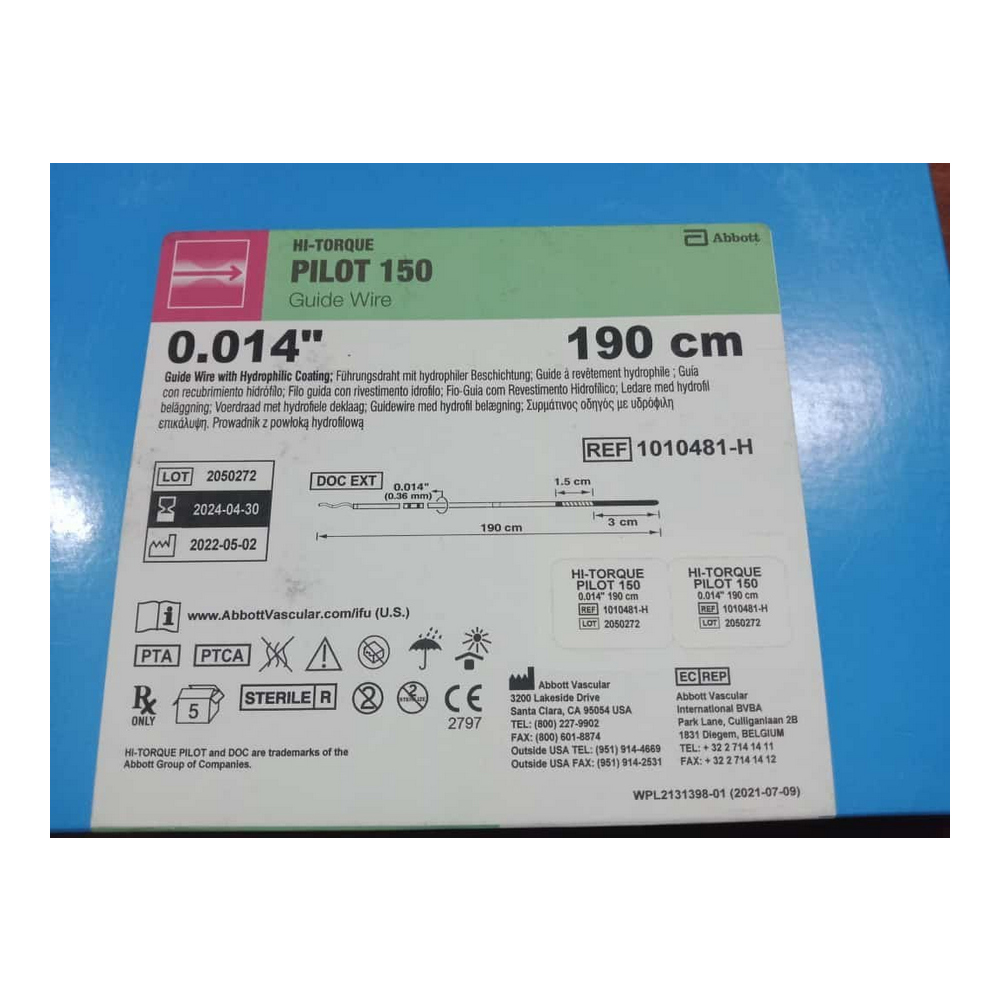 HI-TORQUE
PILOT 150
Guide Wire
Abbott
0.014"
190 cm
Guide Wire with Hydrophilic Coating; Führungsdraht mit hydrophiler Beschichtung; Guide à revêtement hydrophile ; Guía
con recubrimiento hidrófilo; Filo guida con rivestimento idrofilo; Fio-Guia com Revestimento Hidrofílico; Ledare med hydrofil
beläggning; Voerdraad met hydrofiele deklaag; Guidewire med hydrofil belægning; Συρμάτινος οδηγός με υδρόφιλη
επικάλυψη. Prowadnik z powłoką hydrofilową
REF 1010481-H
LOT 2050272
2024-04-30
2022-05-02
DOC EXT
0.014"
(0.36 mm)
1.5 cm
3 cm
190 cm
HI-TORQUE
PILOT 150
0.014" 190 cm
REF 1010481-H
LOT 2050272
HI-TORQUE
PILOT 150
0.014" 190 cm
REF 1010481-H
LOT 2050272
i www.AbbottVascular.com/ifu (U.S.)
PTA PTCA
Rx
ONLY
5
STERILE R
2
2
STERILIZE
CE
2797
Abbott Vascular
3200 Lakeside Drive
Santa Clara, CA 95054 USA
TEL: (800) 227-9902
FAX: (800) 601-8874
Outside USA TEL: (951) 914-4669
Outside USA FAX: (951) 914-2531
EC REP
Abbott Vascular
International BVBA
Park Lane, Culliganlaan 2B
1831 Diegem, BELGIUM
TEL: + 32 2 714 14 11
FAX: + 32 2 714 14 12
HI-TORQUE PILOT and DOC are trademarks of the
Abbott Group of Companies.
WPL2131398-01 (2021-07-09)